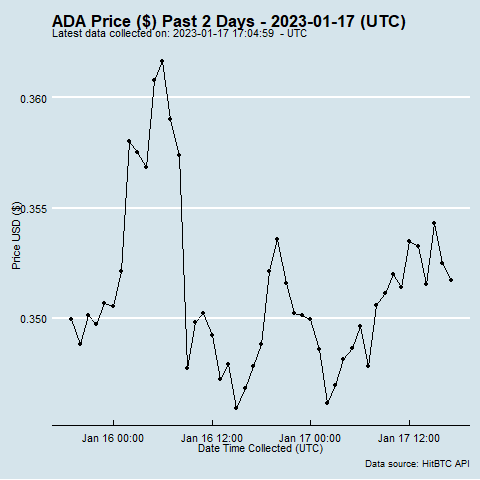 ADA Price ($) Past 2 Days - 2023-01-17 (UTC)
Latest data collected on: 2023-01-17 17:04:59 - UTC
0.360
0.355
0.350
Price USD ($)
Jan 16 00:00 Jan 16 12:00 Jan 17 00:00 Jan 17 12:00
Date Time Collected (UTC)
Data source: HitBTC API